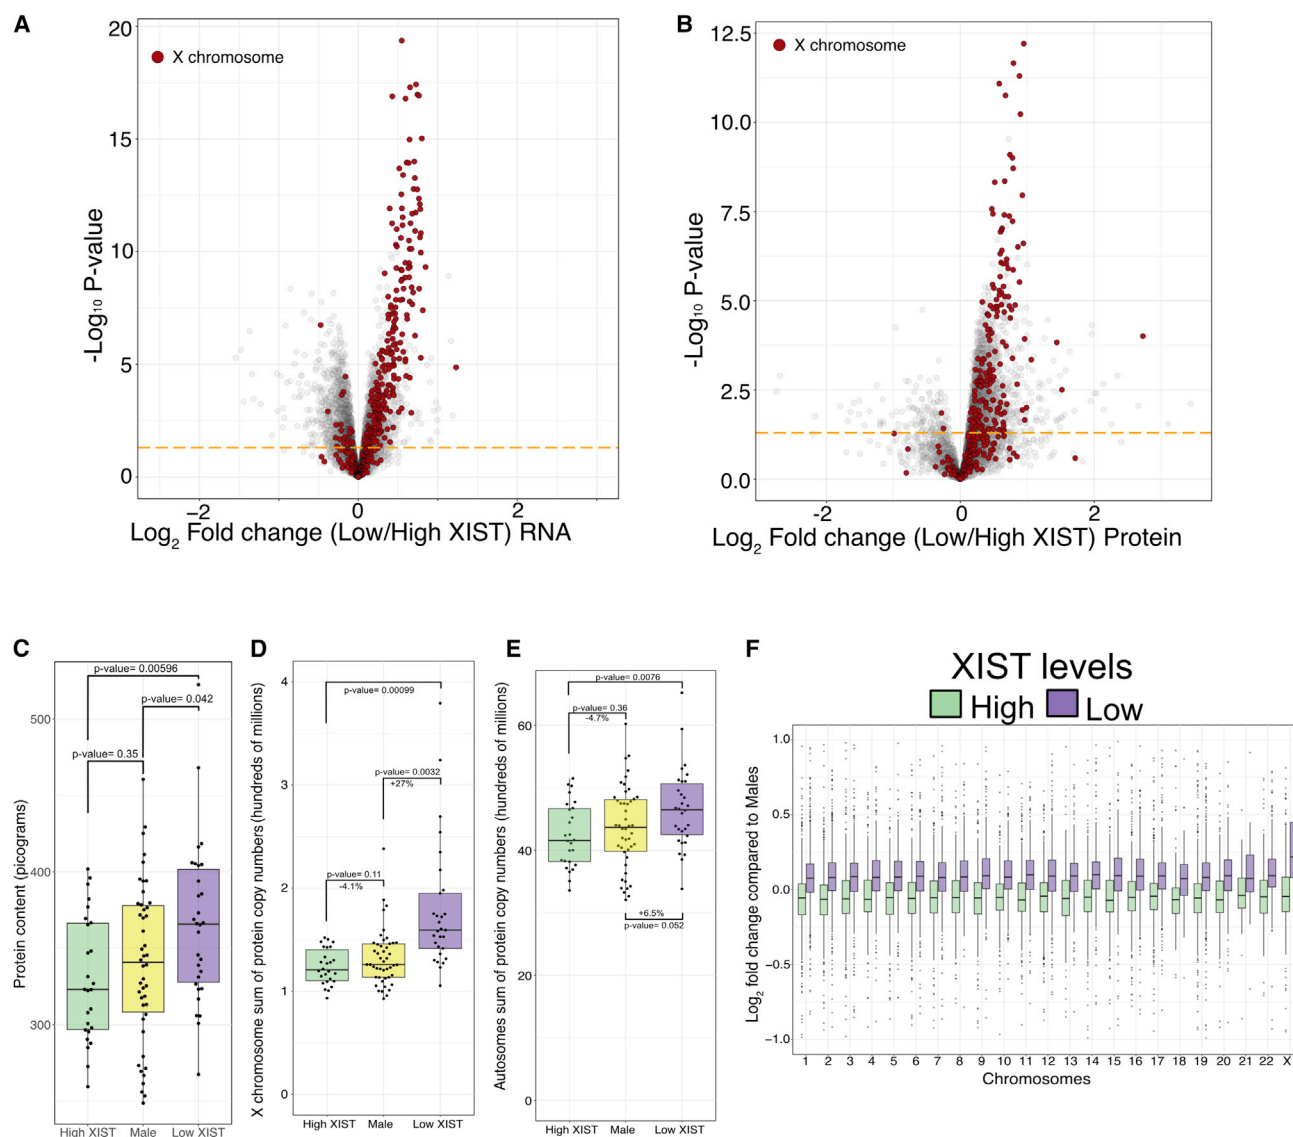 A
X chromosome
20
15
10
5
0
-Log₁₀ P-value
−2
0
2
Log₂ Fold change (Low/High XIST) RNA
B
X chromosome
12.5
10.0
7.5
5.0
2.5
0.0
-Log₁₀ P-value
-2
0
2
Log₂ Fold change (Low/High XIST) Protein
C
p-value= 0.00596
p-value= 0.042
p-value= 0.35
500
400
300
Protein content (picograms)
High XIST Male Low XIST
D
p-value= 0.00099
p-value= 0.0032
+27%
p-value= 0.11
-4.1%
4
3
2
1
0
X chromosome sum of protein copy numbers (hundreds of millions)
High XIST Male Low XIST
E
p-value= 0.0076
p-value= 0.36
-4.7%
+6.5%
p-value= 0.052
60
40
20
0
Autosomes sum of protein copy numbers (hundreds of millions)
High XIST Male Low XIST
F
XIST levels
High Low
1.0
0.5
0.0
−0.5
−1.0
Log₂ fold change compared to Males
1 2 3 4 5 6 7 8 9 10 11 12 13 14 15 16 17 18 19 20 21 22 X
Chromosomes